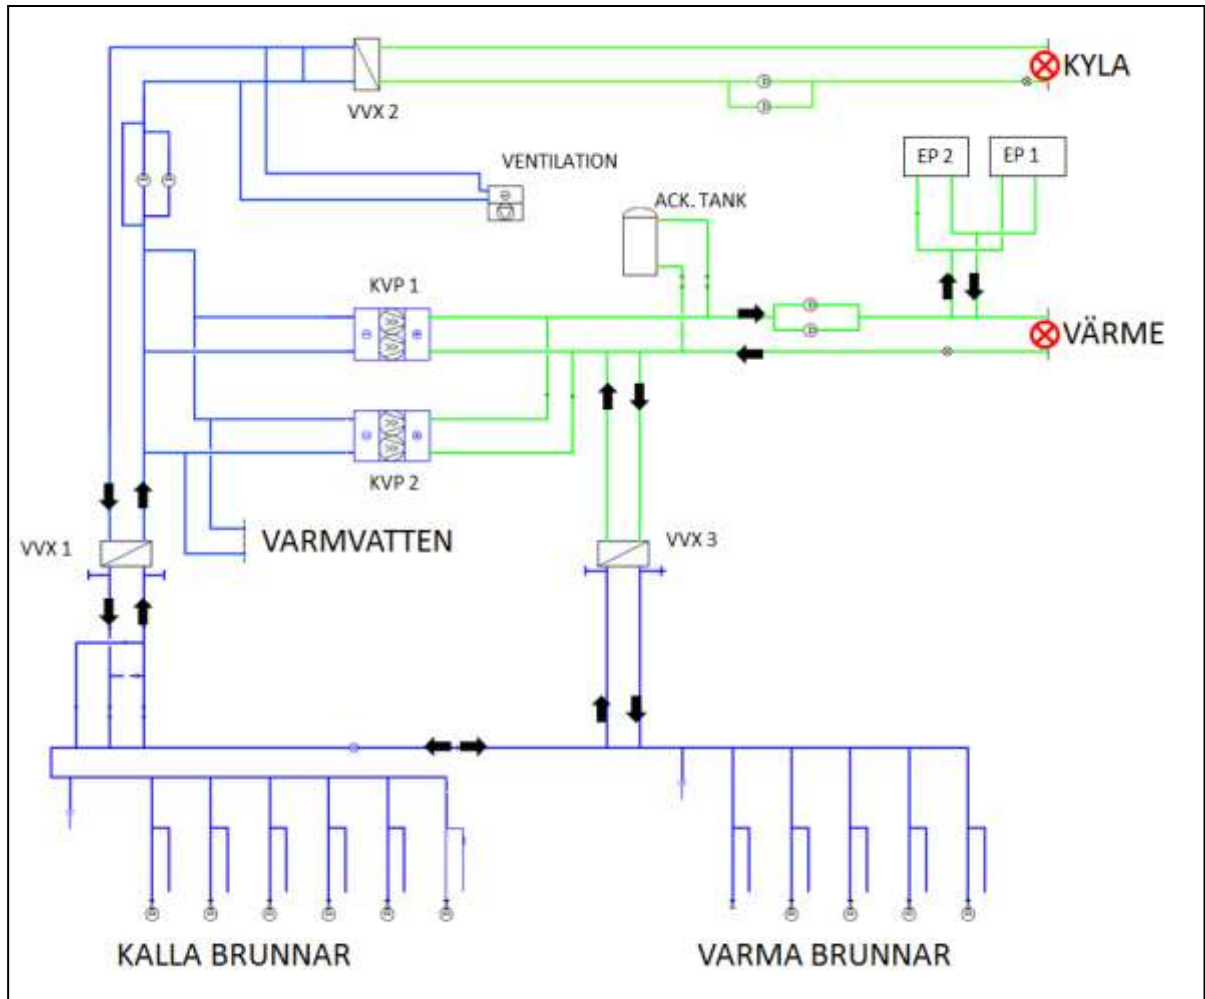 KYLA
VVX 2
EP 2
EP 1
VENTILATION
ACK. TANK
KVP 1
VÄRME
KVP 2
VARMVATTEN
VVX 1
VVX 3
KALLA BRUNNAR
VARMA BRUNNAR